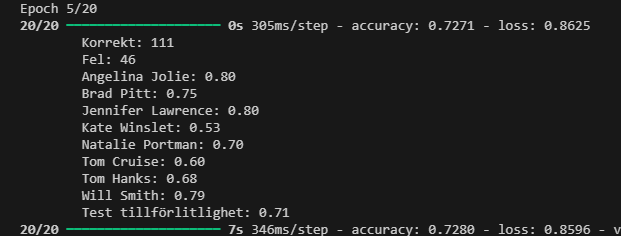 Epoch 5/20
20/20 ━━━━━━━━━━━━━━━━━━━━ 0s 305ms/step - accuracy: 0.7271 - loss: 0.8625
Korrekt: 111
Fel: 46
Angelina Jolie: 0.80
Brad Pitt: 0.75
Jennifer Lawrence: 0.80
Kate Winslet: 0.53
Natalie Portman: 0.70
Tom Cruise: 0.60
Tom Hanks: 0.68
Will Smith: 0.79
Test tillförlitlighet: 0.71
20/20 ━━━━━━━━━━━━━━━━━━━━ 7s 346ms/step - accuracy: 0.7280 - loss: 0.8596 - v